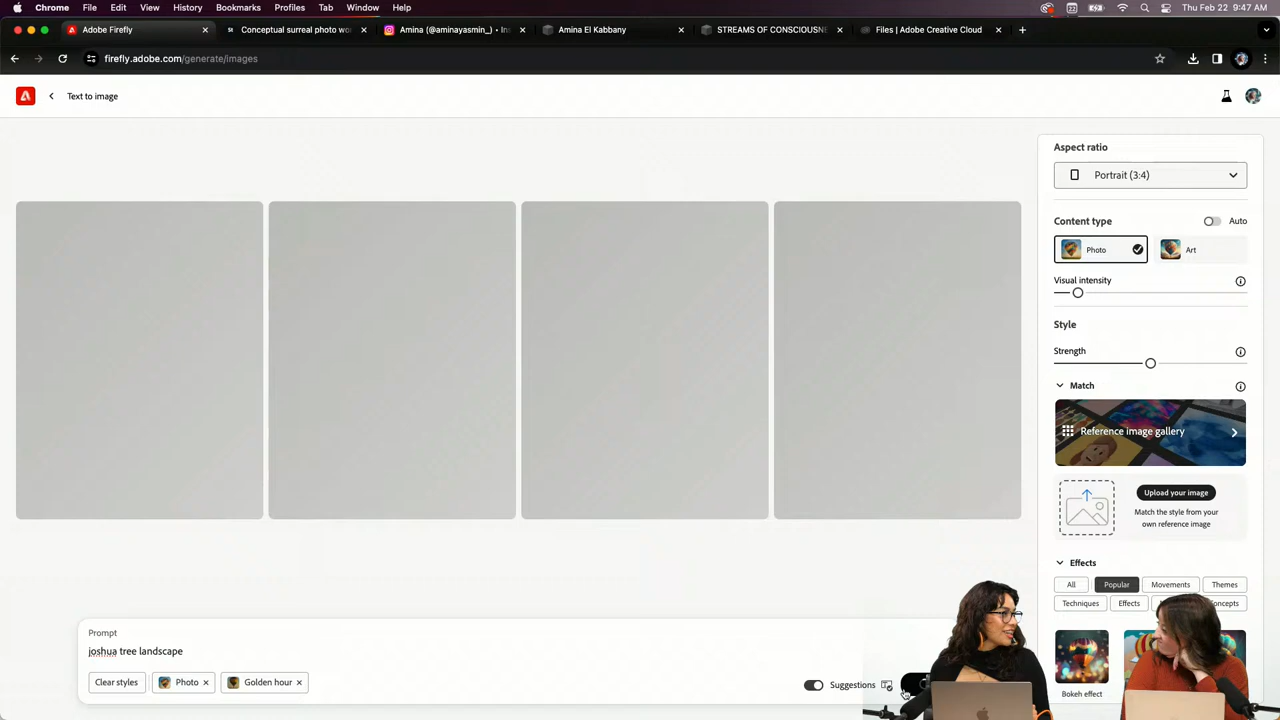 Chrome File Edit View History Bookmarks Profiles Tab Window Help
22
Thu Feb 22 9:47 AM
Adobe Firefly
Conceptual surreal photo wo
Amina (@aminayasmin_) • Ins
Amina El Kabbany
STREAMS OF CONSCIOUSNE
Files | Adobe Creative Cloud
firefly.adobe.com/generate/images
Text to image
Aspect ratio
Portrait (3:4)
Content type
Auto
Photo
Art
Visual intensity
Style
Strength
Match
Reference image gallery
Upload your image
Match the style from your
own reference image
Effects
All Popular Movements Themes
Techniques Effects
Bokeh effect
Prompt
joshua tree landscape
Clear styles
Photo
Golden hour
Suggestions